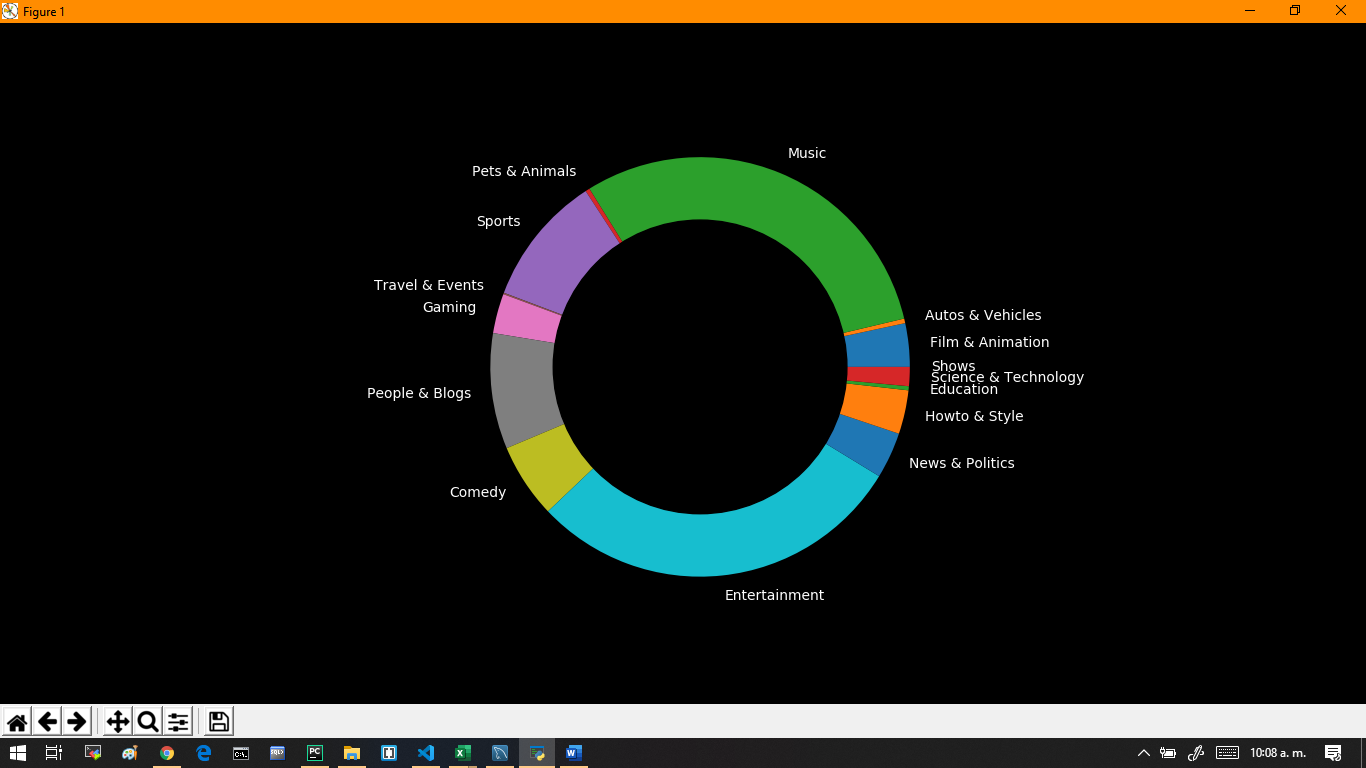 Figure 1
Music
Pets & Animals
Sports
Travel & Events
Gaming
People & Blogs
Comedy
Entertainment
Autos & Vehicles
Film & Animation
Shows
Science & Technology
Education
Howto & Style
News & Politics
10:08 a. m.